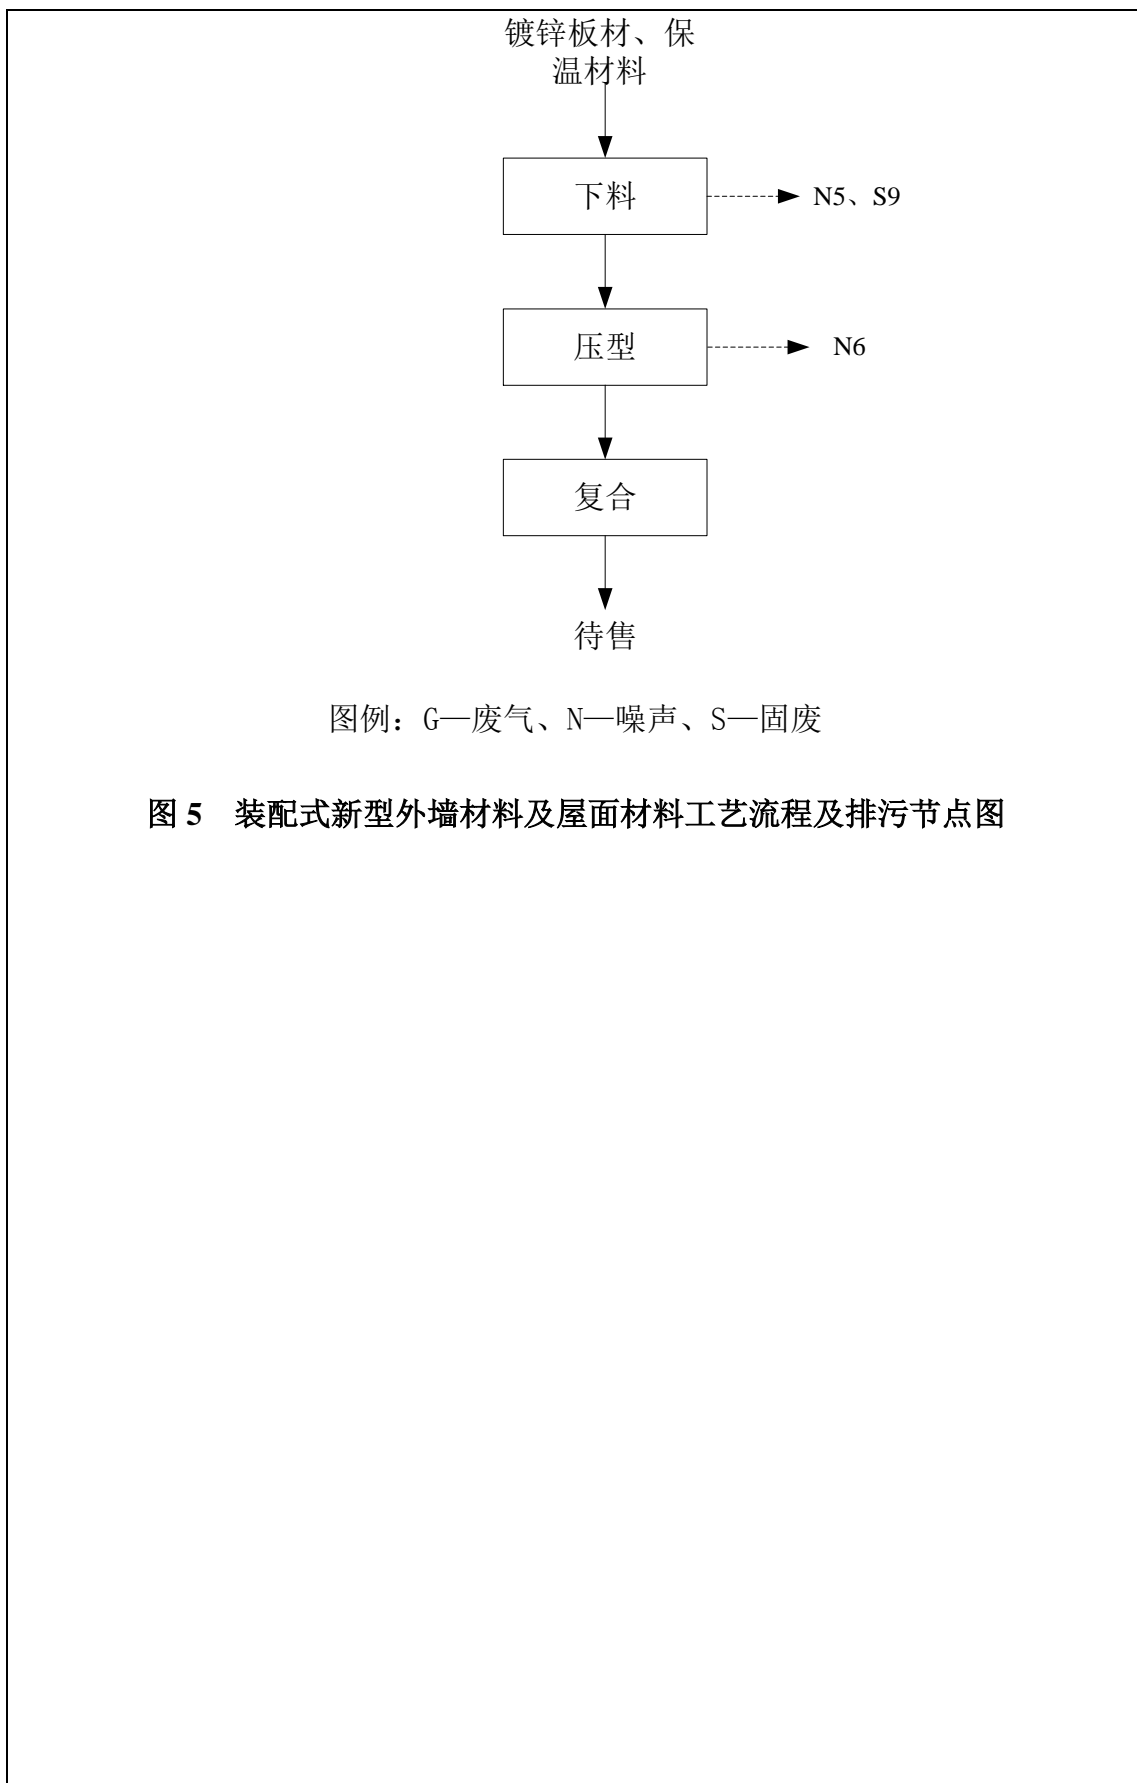 镀锌板材、保
温材料
下料
N5、S9
压型
N6
复合
待售
图例：G—废气、N—噪声、S—固废
图 5 装配式新型外墙材料及屋面材料工艺流程及排污节点图